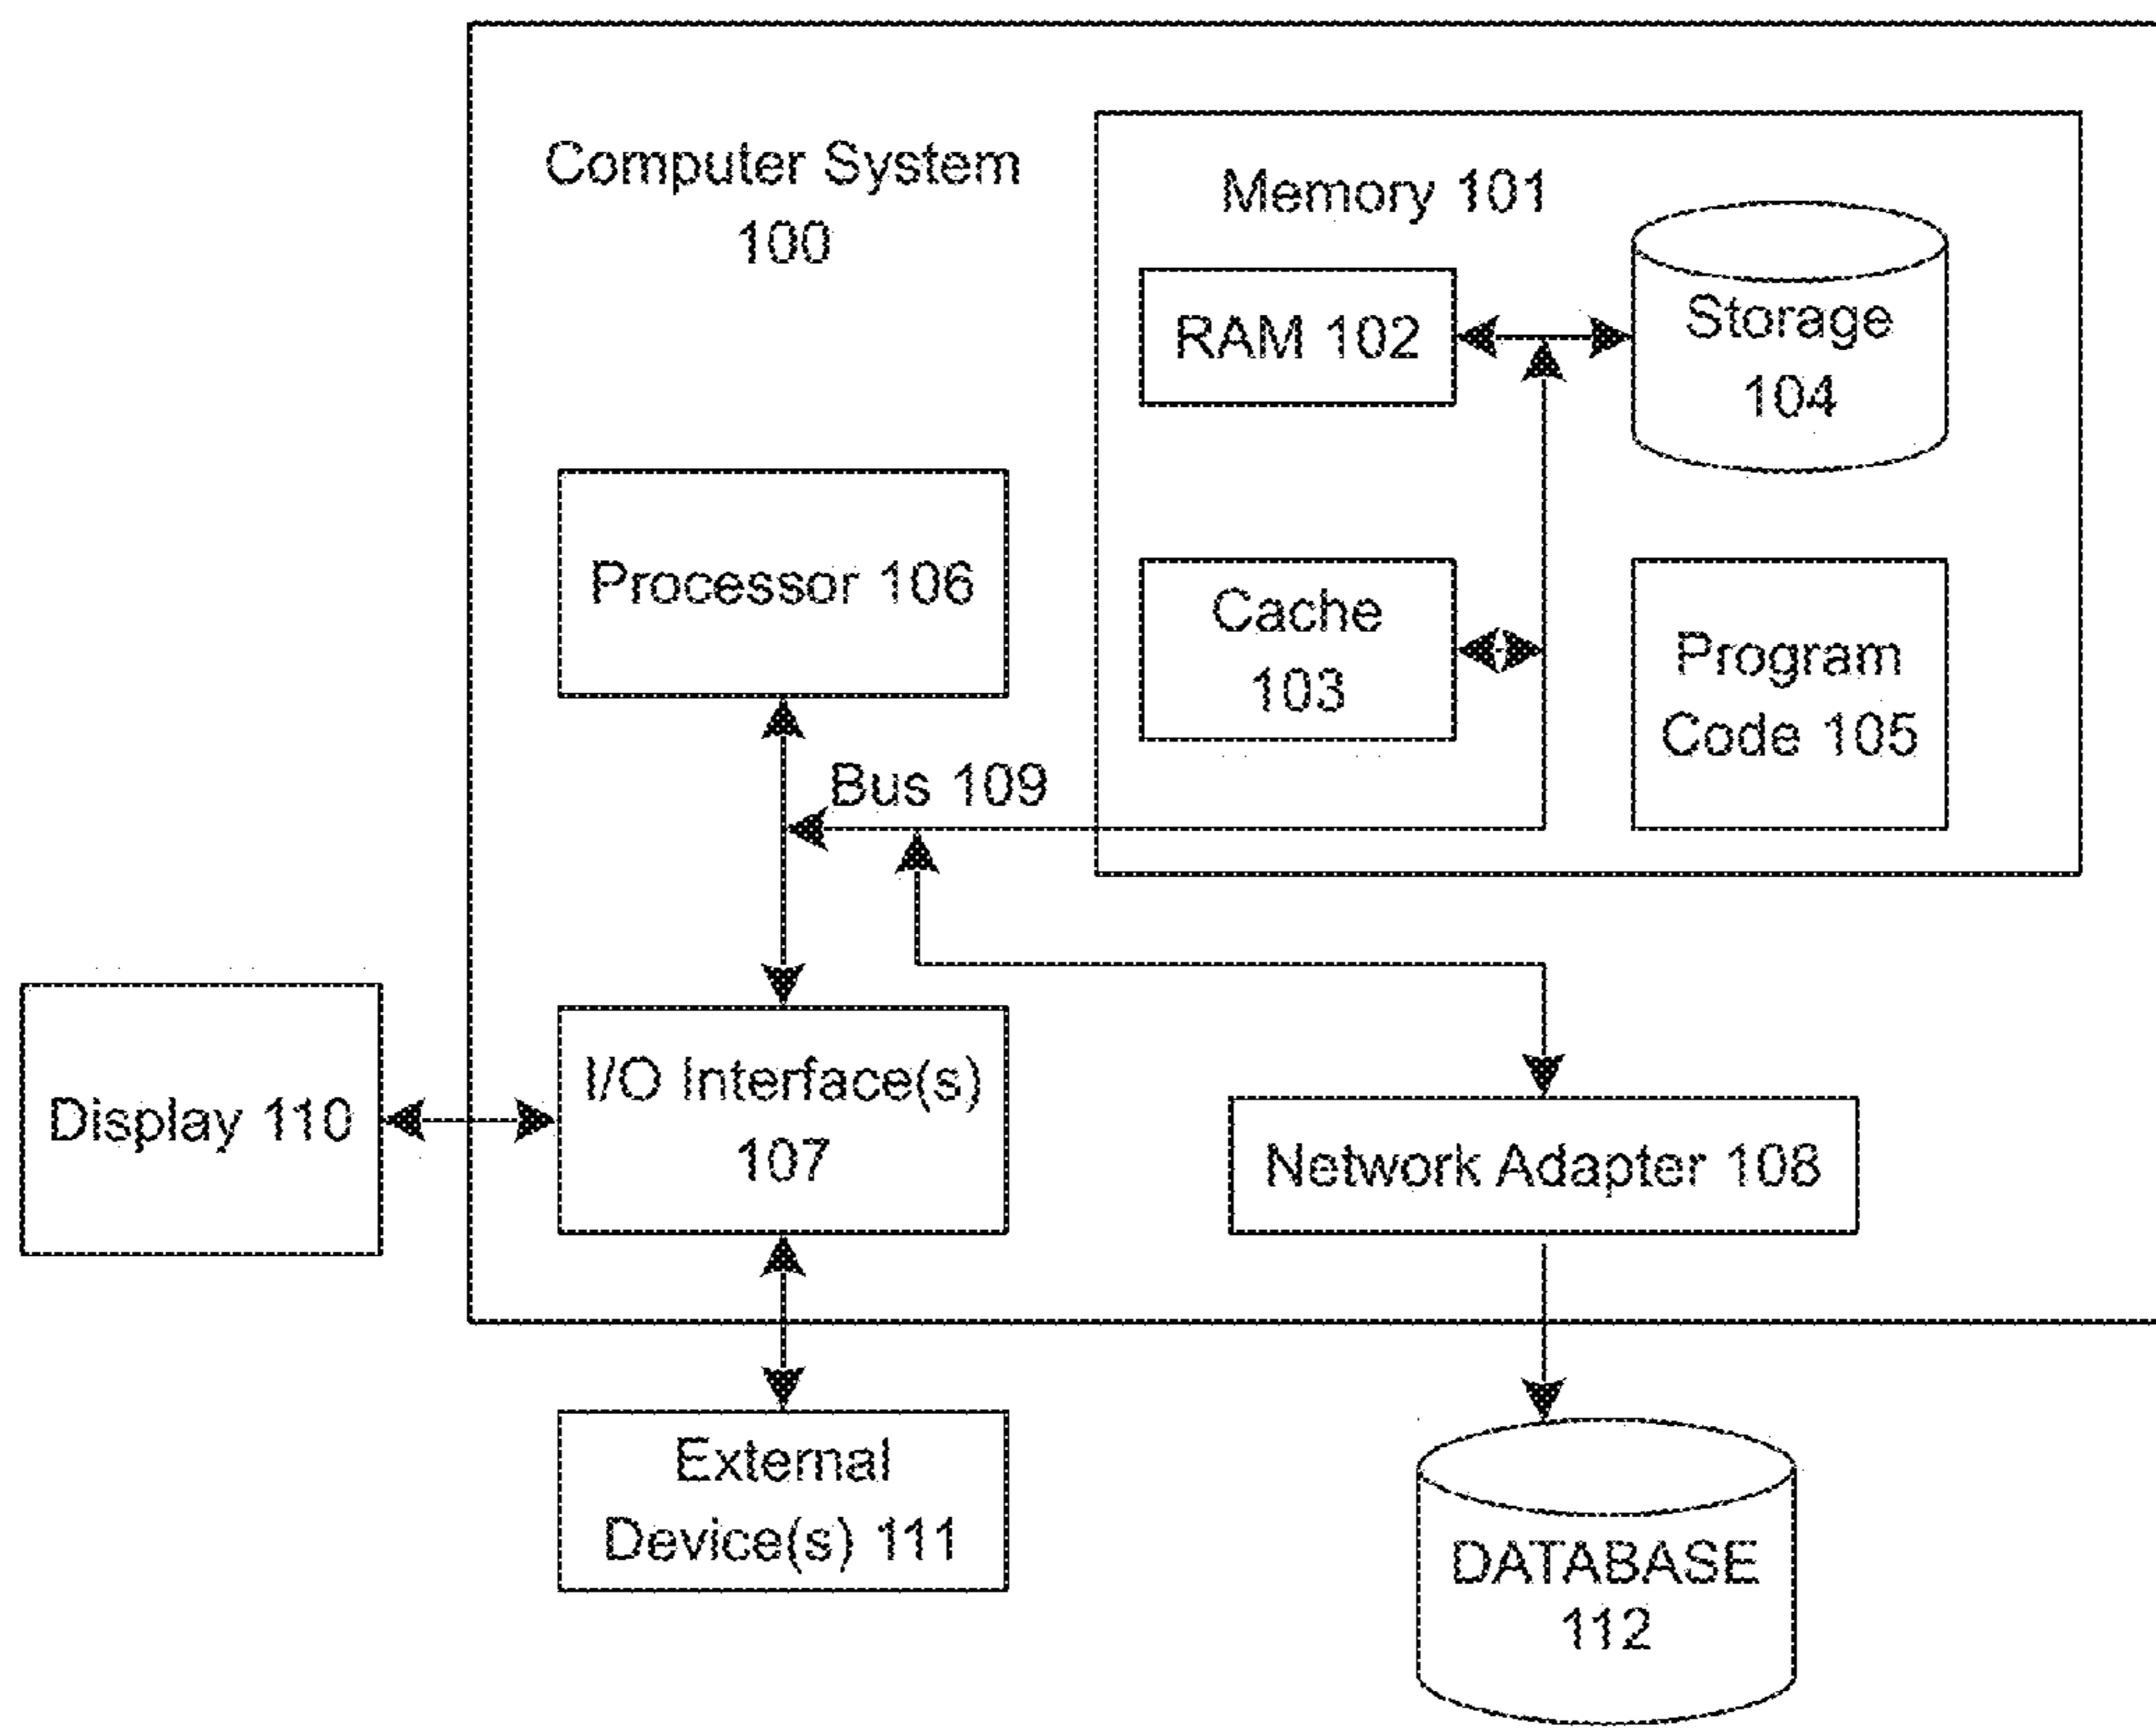 Computer System
100
Memory 101
RAM 102
Storage
104
Processor 106
Cache
103
Program
Code 105
Bus 109
Display 110
I/O Interface(s)
107
Network Adapter 108
External
Device(s) 111
DATABASE
112